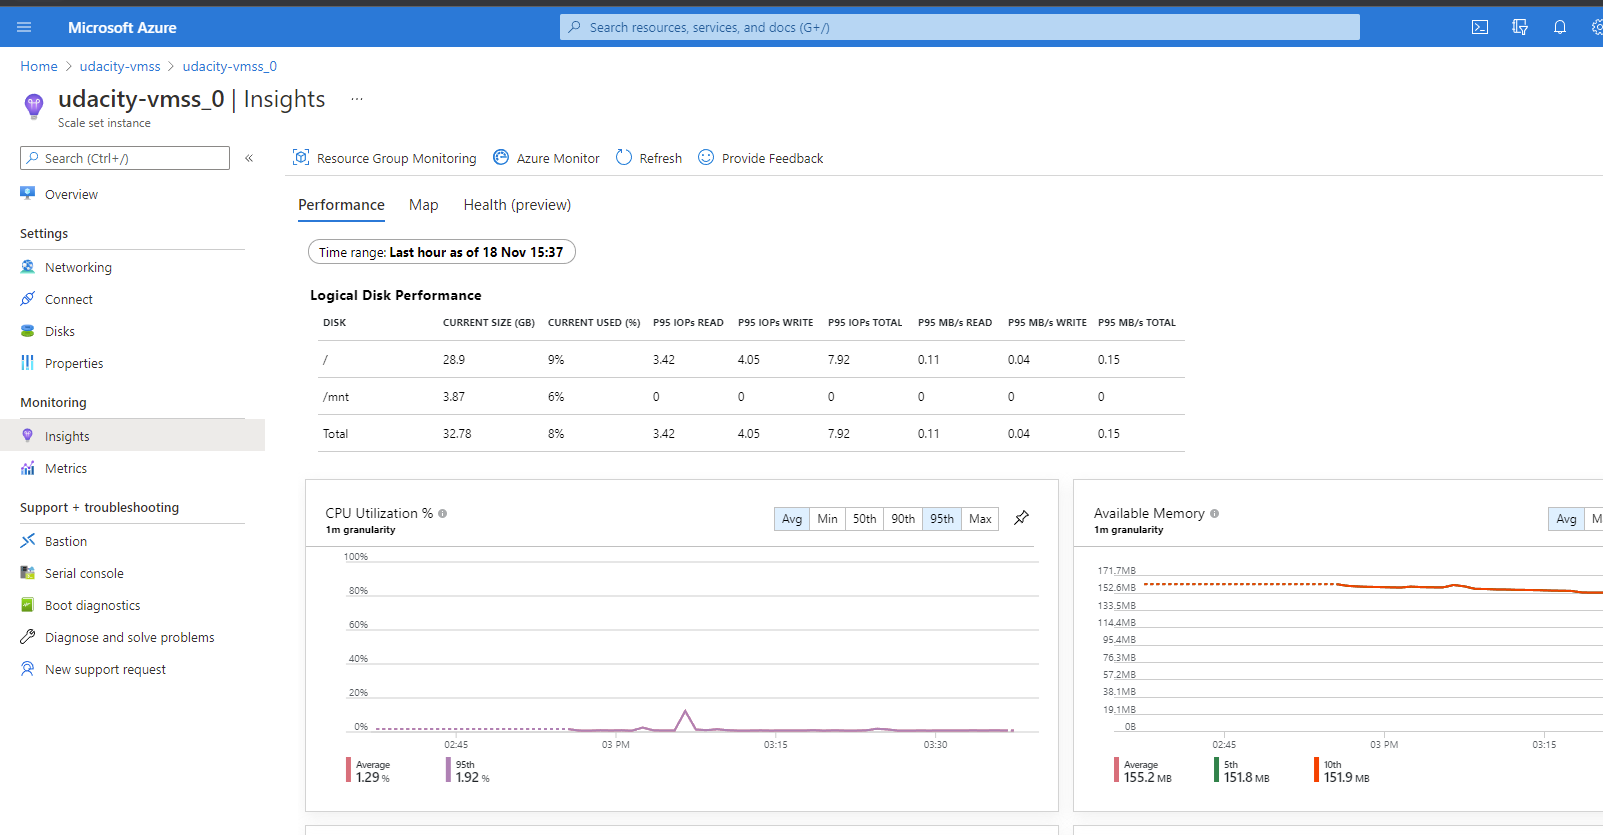 Microsoft Azure
Search resources, services, and docs (G+/)
Home > udacity-vmss > udacity-vmss_0
udacity-vmss_0 | Insights ...
Scale set instance
Search (Ctrl+/) «
Overview
Settings
Networking
Connect
Disks
Properties
Monitoring
Insights
Metrics
Support + troubleshooting
Bastion
Serial console
Boot diagnostics
Diagnose and solve problems
New support request
Resource Group Monitoring Azure Monitor Refresh Provide Feedback
Performance Map Health (preview)
Time range: Last hour as of 18 Nov 15:37
Logical Disk Performance
DISK CURRENT SIZE (GB) CURRENT USED (%) P95 IOPs READ P95 IOPs WRITE P95 IOPs TOTAL P95 MB/s READ P95 MB/s WRITE P95 MB/s TOTAL
/ 28.9 9% 3.42 4.05 7.92 0.11 0.04 0.15
/mnt 3.87 6% 0 0 0 0 0 0
Total 32.78 8% 3.42 4.05 7.92 0.11 0.04 0.15
CPU Utilization %
1m granularity
Avg Min 50th 90th 95th Max
100%
80%
60%
40%
20%
0%
02:45 03 PM 03:15 03:30
Average 95th
1.29 % 1.92 %
Available Memory
1m granularity
Avg M
171.7MB
152.6MB
133.5MB
114.4MB
95.4MB
76.3MB
57.2MB
38.1MB
19.1MB
0B
02:45 03 PM 03:15
Average 5th 10th
155.2 MB 151.8 MB 151.9 MB